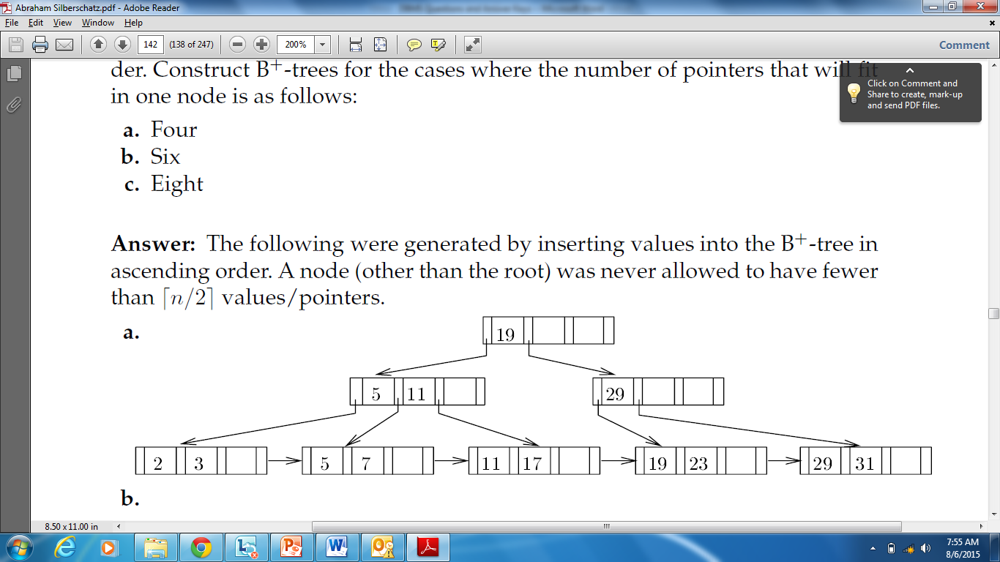 Abraham Silberschatz.pdf - Adobe Reader
File Edit View Window Help
142 (138 of 247) 200% Comment
der. Construct B+-trees for the cases where the number of pointers that will fit
in one node is as follows:
Click on Comment and
Share to create, mark-up
and send PDF files.
a. Four
b. Six
c. Eight
Answer: The following were generated by inserting values into the B+-tree in
ascending order. A node (other than the root) was never allowed to have fewer
than ⌈n/2⌉ values/pointers.
a.
19
5 11 29
2 3 5 7 11 17 19 23 29 31
b.
8.50 x 11.00 in
7:55 AM
8/6/2015